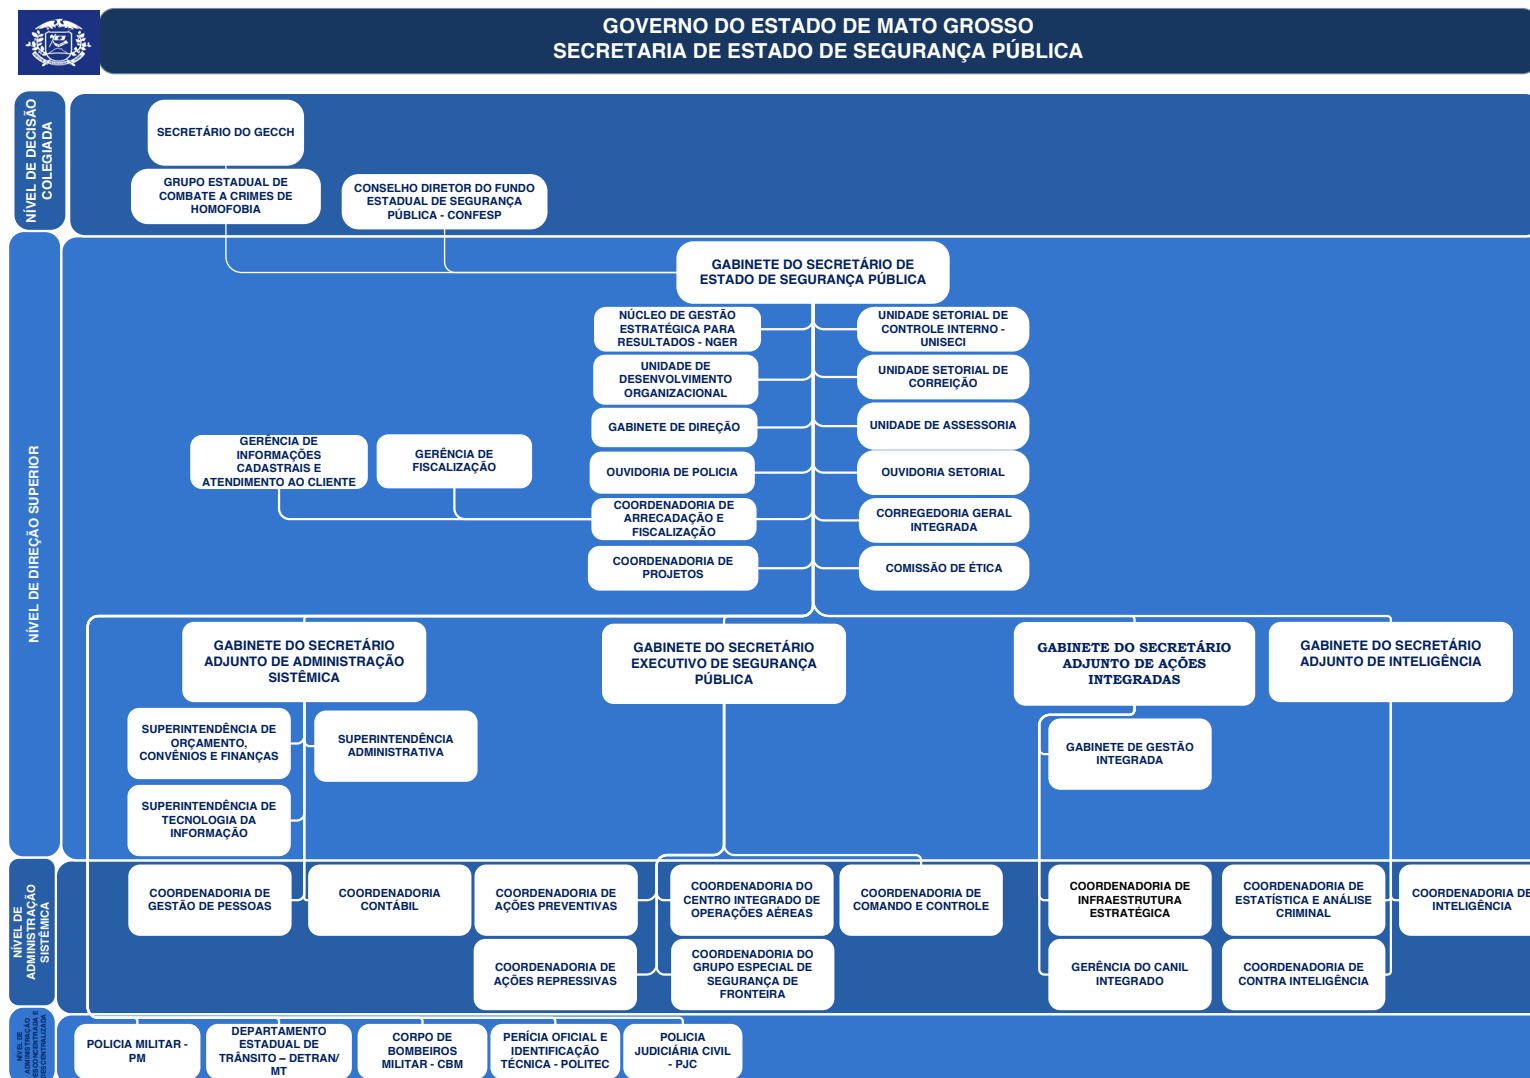 GOVERNO DO ESTADO DE MATO GROSSO
SECRETARIA DE ESTADO DE SEGURANÇA PÚBLICA
NÍVEL DE DECISÃO
COLEGIADA
SECRETÁRIO DO GECCH
GRUPO ESTADUAL DE
COMBATE A CRIMES DE
HOMOFOBIA
CONSELHO DIRETOR DO FUNDO
ESTADUAL DE SEGURANÇA
PÚBLICA - CONFESP
NÍVEL DE DIREÇÃO SUPERIOR
GABINETE DO SECRETÁRIO DE
ESTADO DE SEGURANÇA PÚBLICA
NÚCLEO DE GESTÃO
ESTRATÉGICA PARA
RESULTADOS - NGER
UNIDADE SETORIAL DE
CONTROLE INTERNO -
UNISECI
UNIDADE DE
DESENVOLVIMENTO
ORGANIZACIONAL
UNIDADE SETORIAL DE
CORREIÇÃO
GABINETE DE DIREÇÃO
UNIDADE DE ASSESSORIA
GERÊNCIA DE
INFORMAÇÕES
CADASTRAIS E
ATENDIMENTO AO CLIENTE
GERÊNCIA DE
FISCALIZAÇÃO
OUVIDORIA DE POLICIA
OUVIDORIA SETORIAL
COORDENADORIA DE
ARRECADAÇÃO E
FISCALIZAÇÃO
CORREGEDORIA GERAL
INTEGRADA
COORDENADORIA DE
PROJETOS
COMISSÃO DE ÉTICA
GABINETE DO SECRETÁRIO
ADJUNTO DE ADMINISTRAÇÃO
SISTÊMICA
GABINETE DO SECRETÁRIO
EXECUTIVO DE SEGURANÇA
PÚBLICA
GABINETE DO SECRETÁRIO
ADJUNTO DE AÇÕES
INTEGRADAS
GABINETE DO SECRETÁRIO
ADJUNTO DE INTELIGÊNCIA
SUPERINTENDÊNCIA DE
ORÇAMENTO,
CONVÊNIOS E FINANÇAS
SUPERINTENDÊNCIA
ADMINISTRATIVA
GABINETE DE GESTÃO
INTEGRADA
SUPERINTENDÊNCIA DE
TECNOLOGIA DA
INFORMAÇÃO
NÍVEL DE
ADMINISTRAÇÃO
SISTÊMICA
COORDENADORIA DE
GESTÃO DE PESSOAS
COORDENADORIA
CONTÁBIL
COORDENADORIA DE
AÇÕES PREVENTIVAS
COORDENADORIA DO
CENTRO INTEGRADO DE
OPERAÇÕES AÉREAS
COORDENADORIA DE
COMANDO E CONTROLE
COORDENADORIA DE
INFRAESTRUTURA
ESTRATÉGICA
COORDENADORIA DE
ESTATÍSTICA E ANÁLISE
CRIMINAL
COORDENADORIA DE
INTELIGÊNCIA
COORDENADORIA DE
AÇÕES REPRESSIVAS
COORDENADORIA DO
GRUPO ESPECIAL DE
SEGURANÇA DE
FRONTEIRA
GERÊNCIA DO CANIL
INTEGRADO
COORDENADORIA DE
CONTRA INTELIGÊNCIA
NÍVEL DE
ADMINISTRAÇÃO
DESCONCENTRADA E
DESCENTRALIZADA
POLICIA MILITAR -
PM
DEPARTAMENTO
ESTADUAL DE
TRÂNSITO – DETRAN/
MT
CORPO DE
BOMBEIROS
MILITAR - CBM
PERÍCIA OFICIAL E
IDENTIFICAÇÃO
TÉCNICA - POLITEC
POLICIA
JUDICIÁRIA CIVIL
- PJC